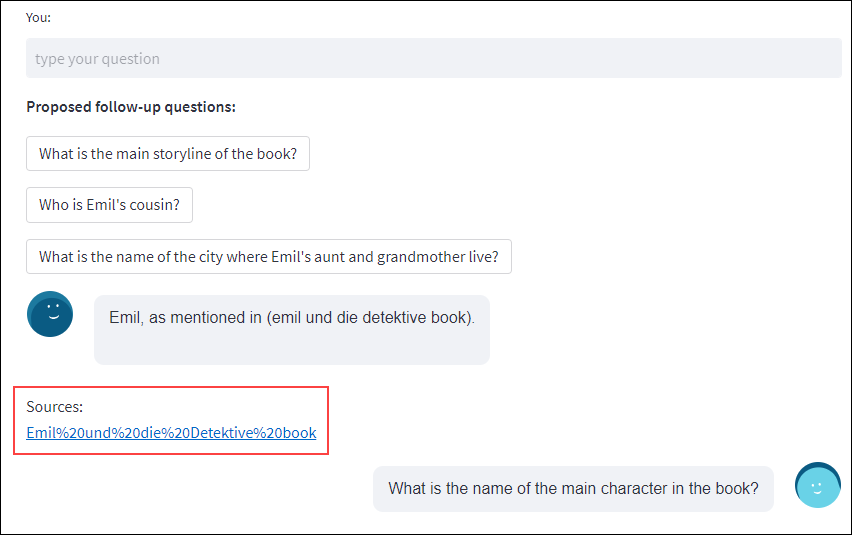 You:
type your question
Proposed follow-up questions:
What is the main storyline of the book?
Who is Emil's cousin?
What is the name of the city where Emil's aunt and grandmother live?
Emil, as mentioned in (emil und die detektive book).
Sources:
Emil%20und%20die%20Detektive%20book
What is the name of the main character in the book?